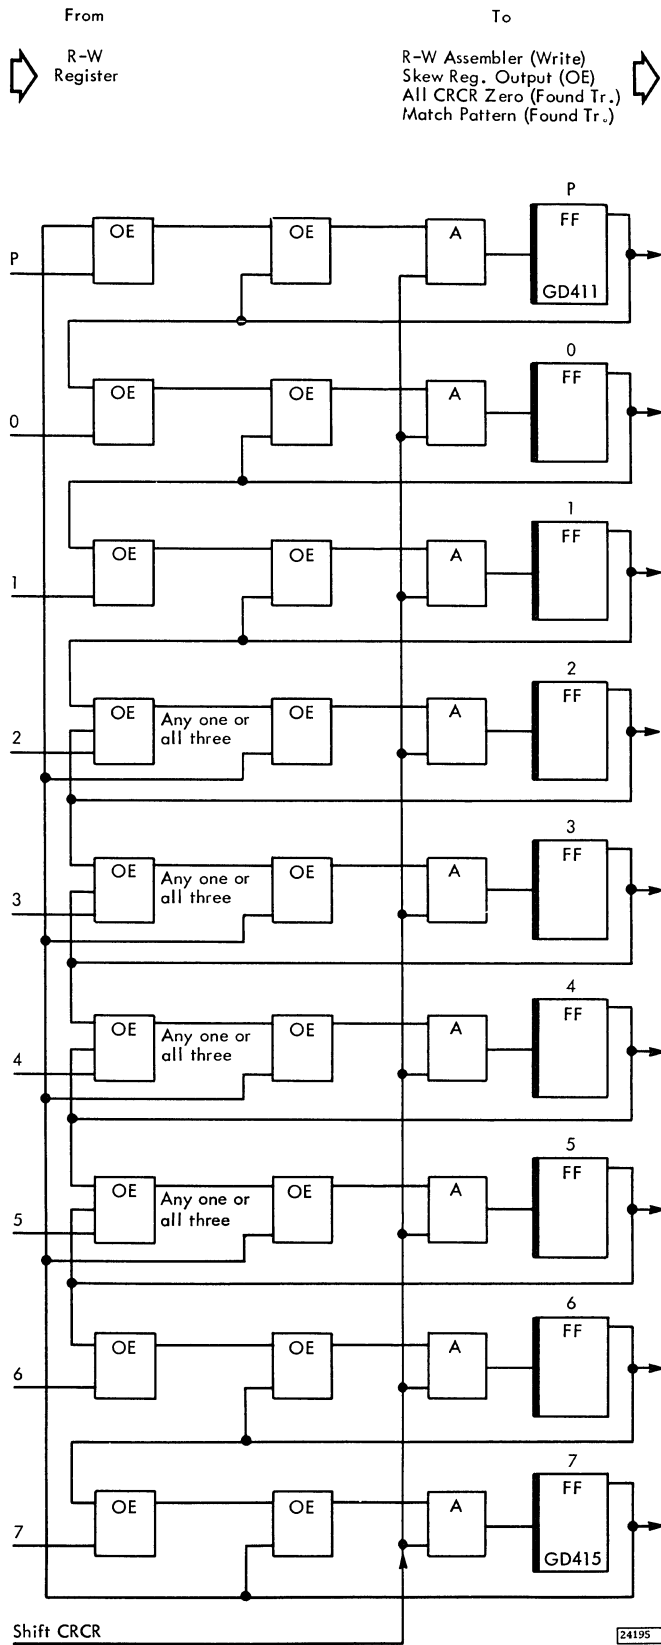 From
To
R-W
Register
R-W Assembler (Write)
Skew Reg. Output (OE)
All CRCR Zero (Found Tr.)
Match Pattern (Found Tr.)
P
OE
OE
A
FF
P
GD411
0
OE
OE
A
FF
0
1
OE
OE
A
FF
1
2
OE
Any one or
all three
OE
A
FF
2
3
OE
Any one or
all three
OE
A
FF
3
4
OE
Any one or
all three
OE
A
FF
4
5
OE
Any one or
all three
OE
A
FF
5
6
OE
OE
A
FF
6
7
OE
OE
A
FF
7
GD415
Shift CRCR
24195